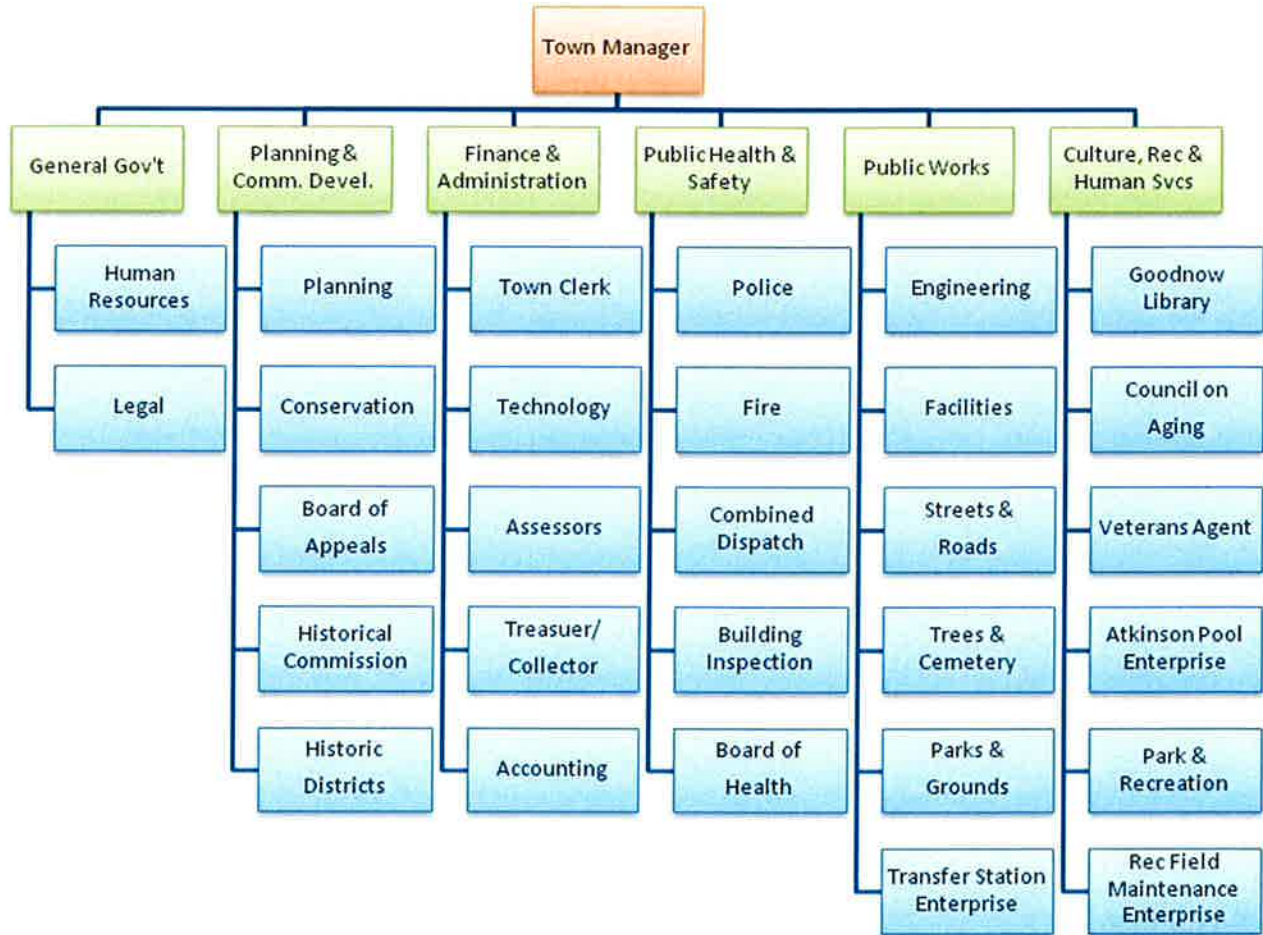 Town Manager
General Gov't
Planning &
Comm. Devel.
Finance &
Administration
Public Health &
Safety
Public Works
Culture, Rec &
Human Svcs
Human
Resources
Legal
Planning
Conservation
Board of
Appeals
Historical
Commission
Historic
Districts
Town Clerk
Technology
Assessors
Treasuer/
Collector
Accounting
Police
Fire
Combined
Dispatch
Building
Inspection
Board of
Health
Engineering
Facilities
Streets &
Roads
Trees &
Cemetery
Parks &
Grounds
Transfer Station
Enterprise
Goodnow
Library
Council on
Aging
Veterans Agent
Atkinson Pool
Enterprise
Park &
Recreation
Rec Field
Maintenance
Enterprise